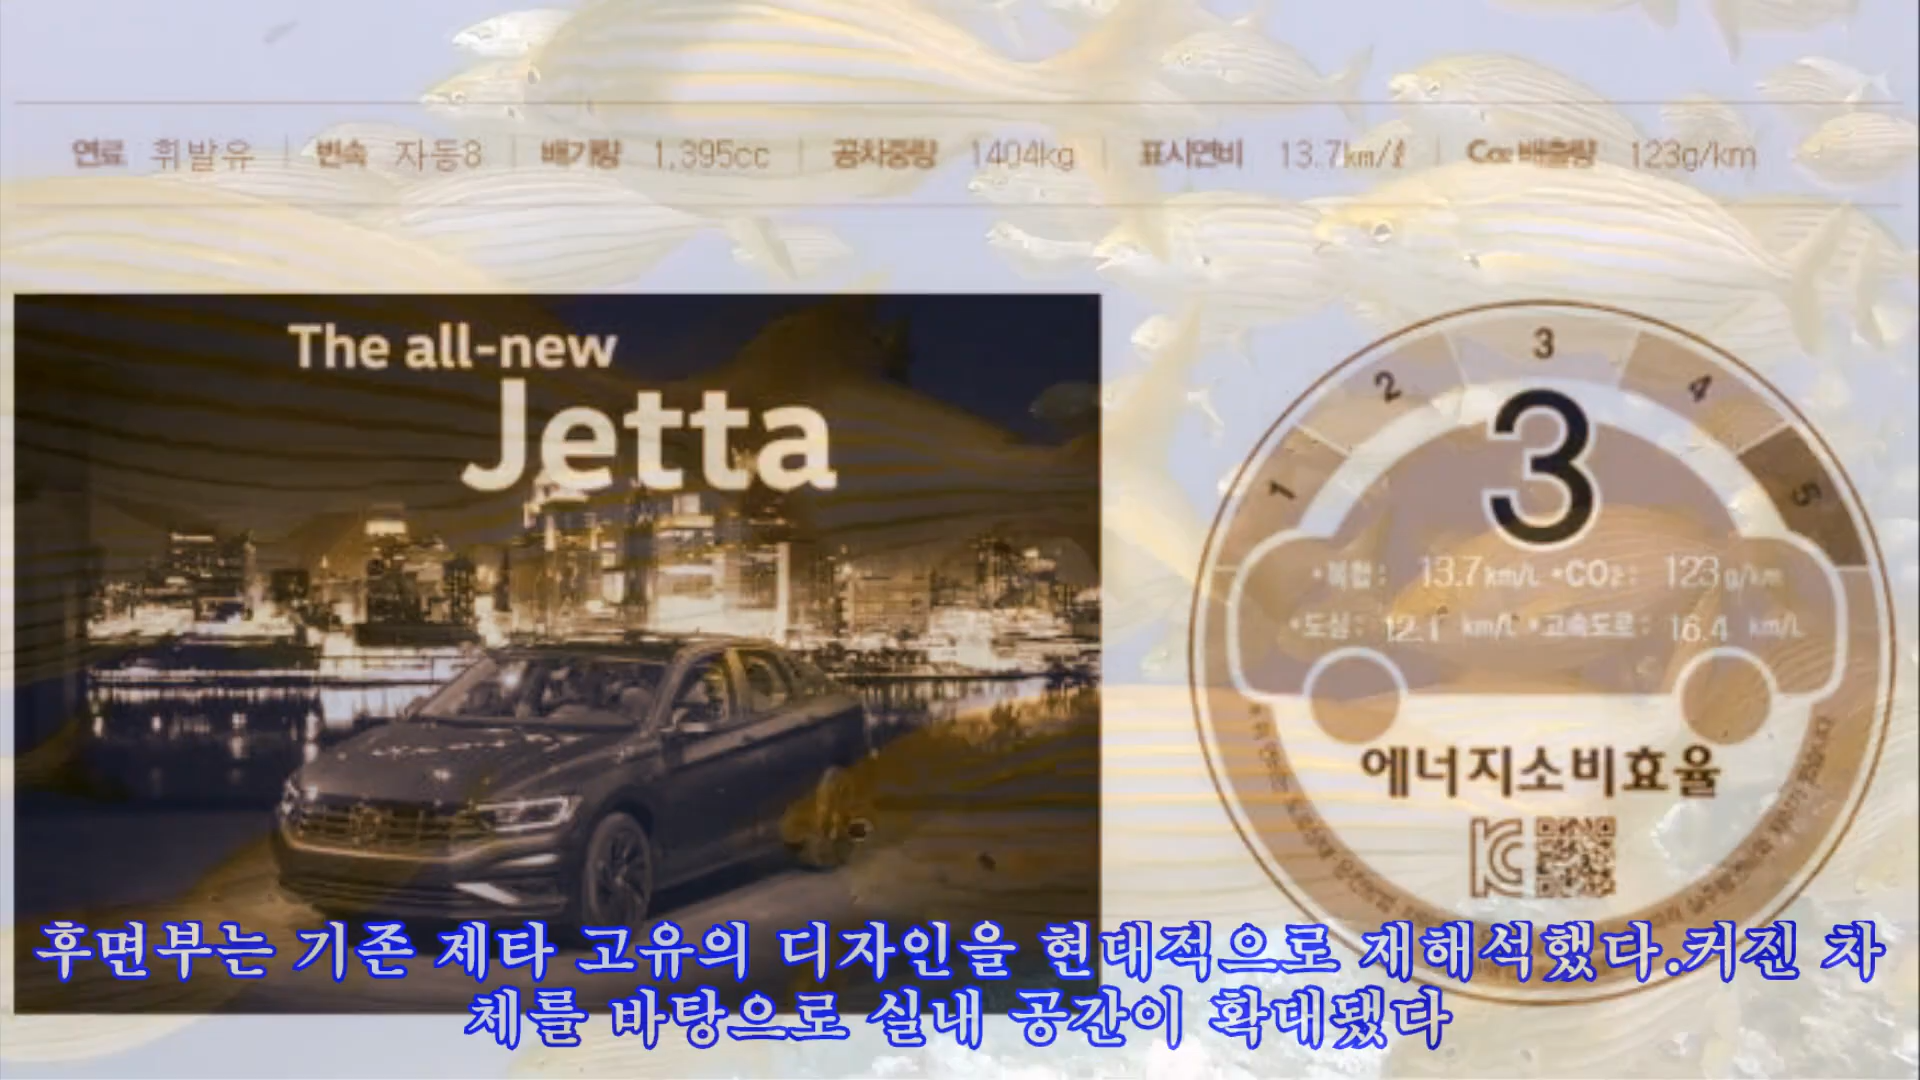 연료 휘발유 변속 자동8 배기량 1,395cc 공차중량 1404kg 표시연비 13.7km/ℓ Co2 배출량 123g/km
The all-new
Jetta
1 2 3 4 5
3
•복합: 13.7km/L •CO2: 123g/km
•도심: 12.1 km/L •고속도로: 16.4 km/L
에너지소비효율
후면부는 기존 제타 고유의 디자인을 현대적으로 재해석했다.커진 차
체를 바탕으로 실내 공간이 확대됐다